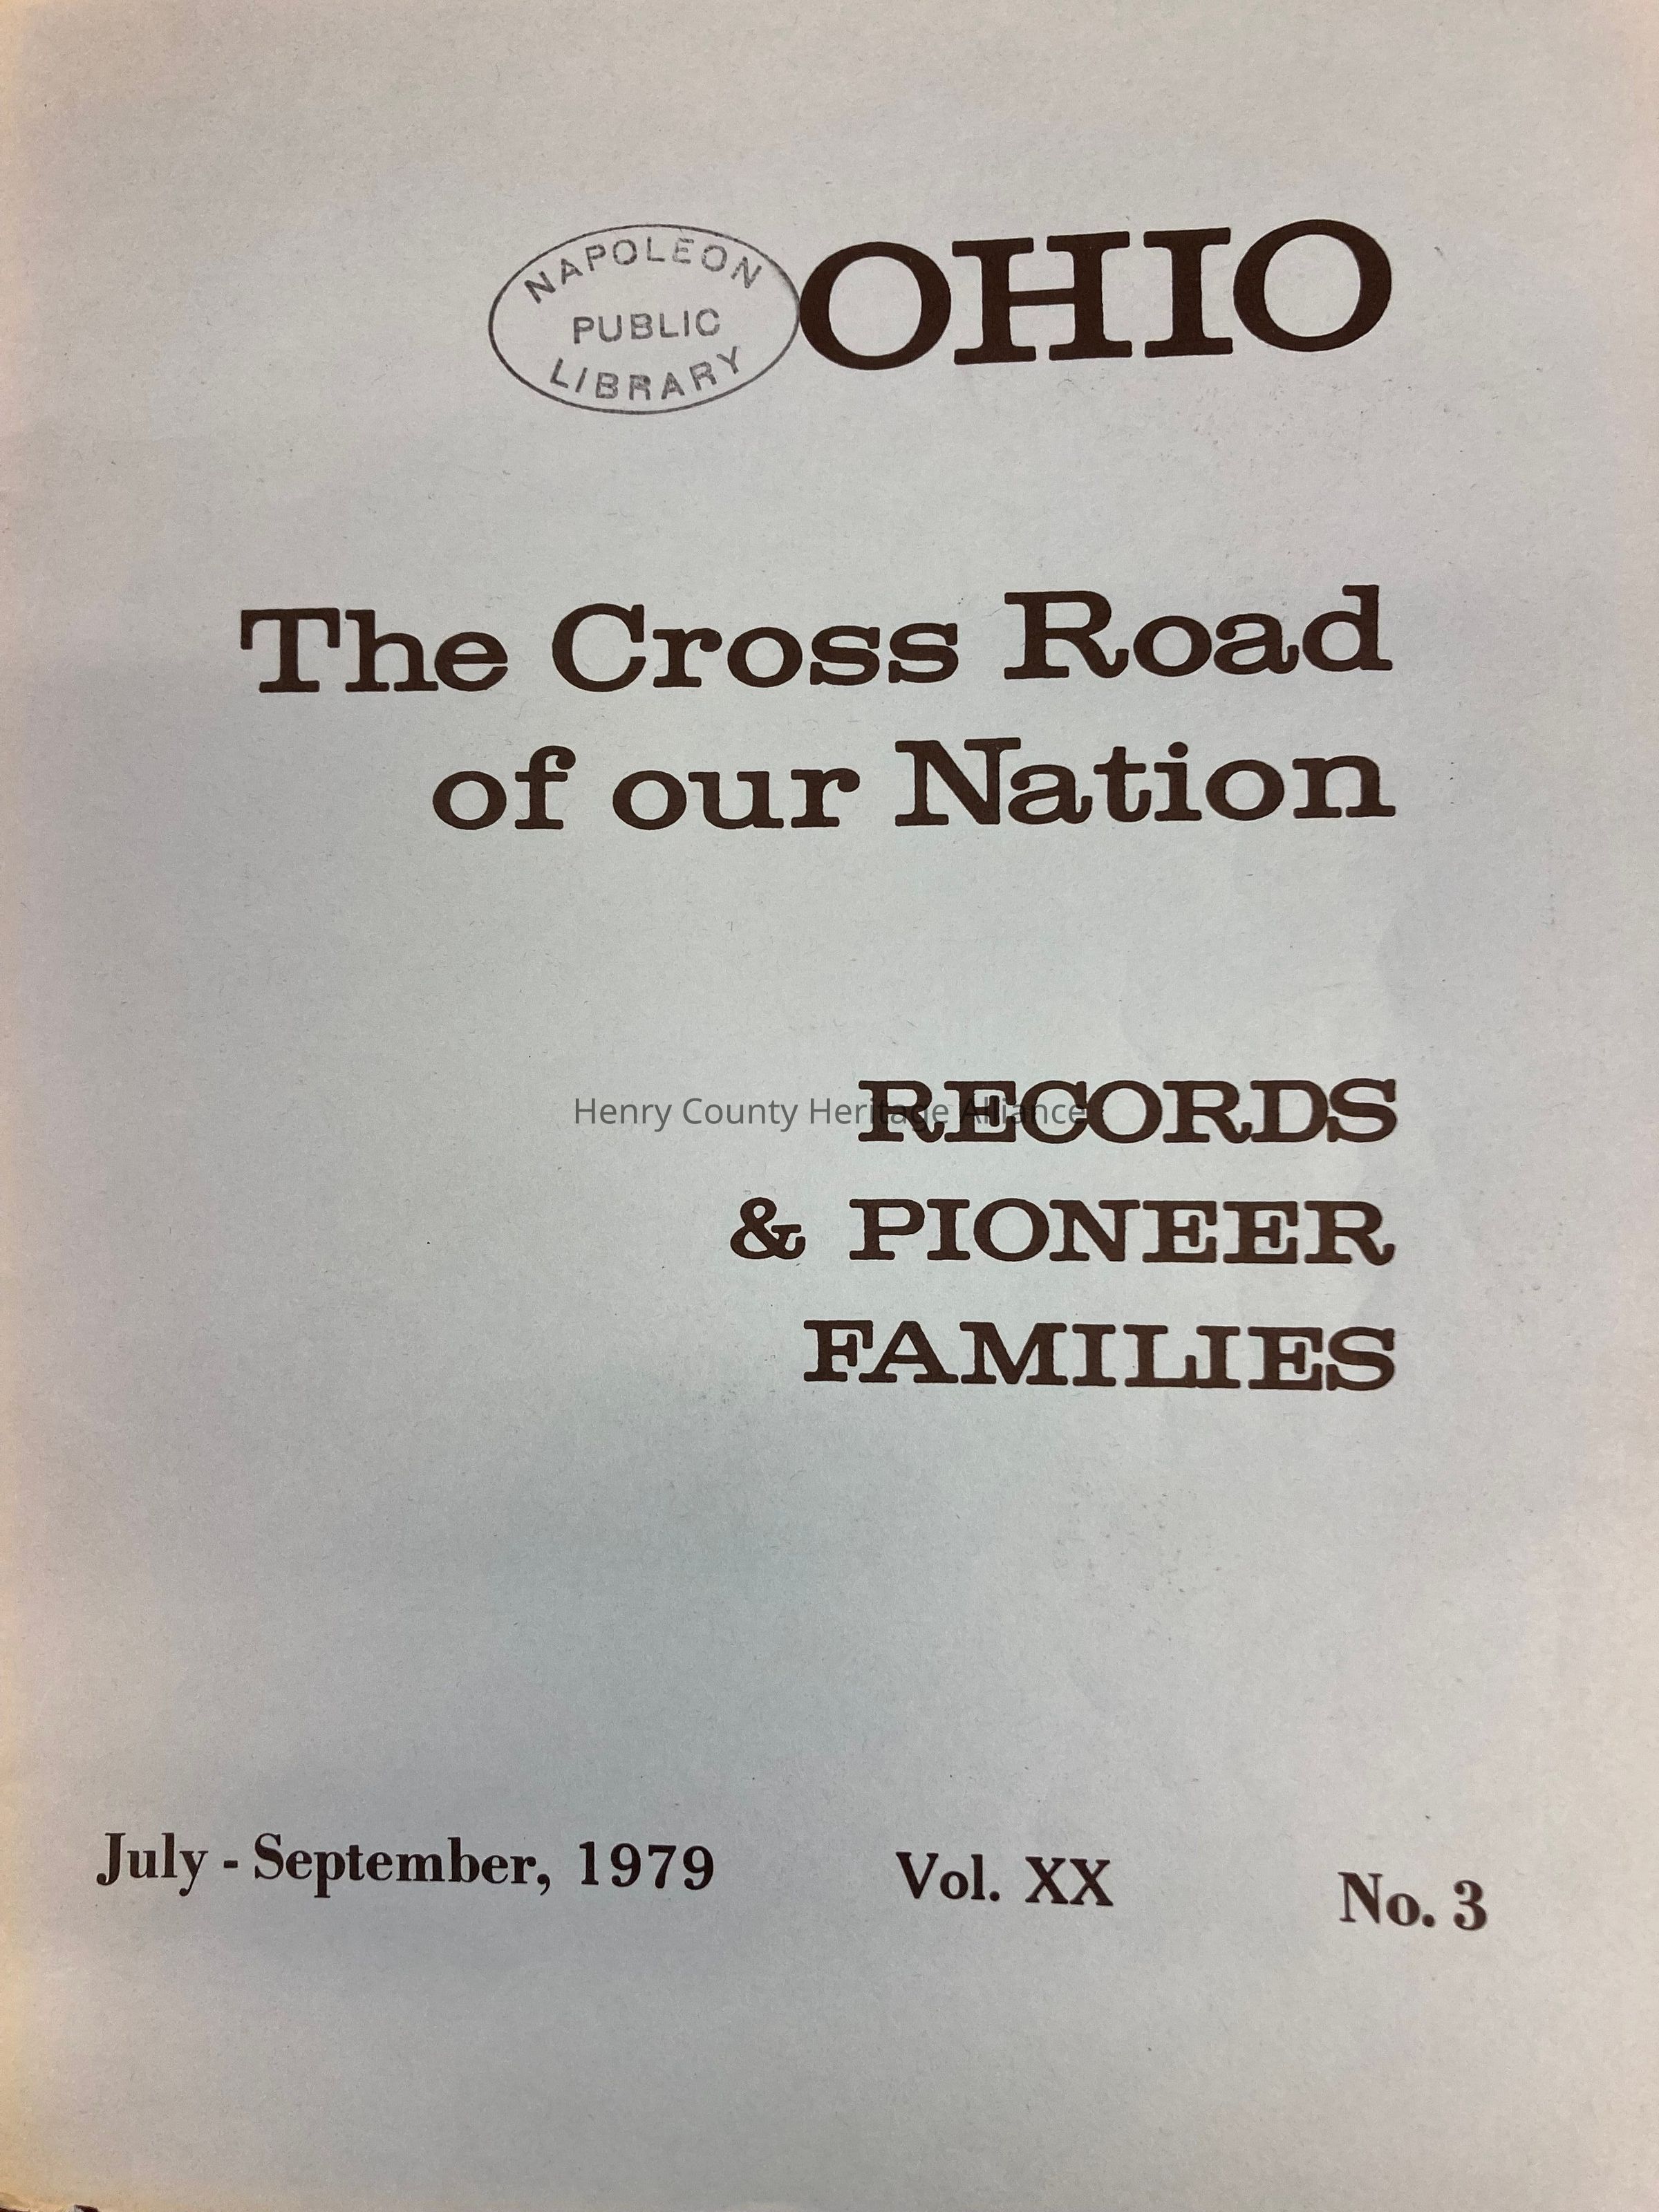 NAPOLEON
PUBLIC
LIBRARY
OHIO
The Cross Road
of our Nation
Henry County Heritage Alliance
RECORDS
& PIONEER
FAMILIES
July - September, 1979 Vol. XX No. 3